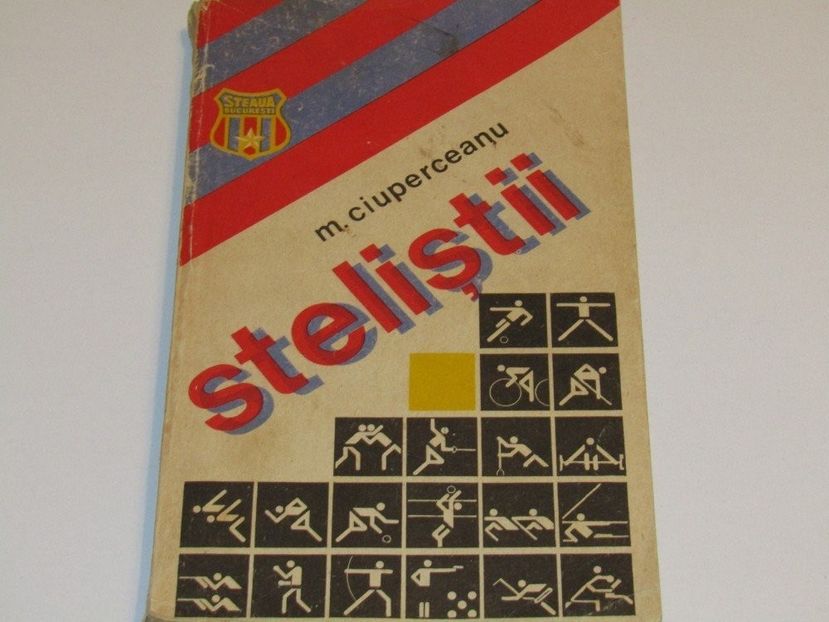 STEAUA
BUCUREȘTI
m. ciuperceanu
steliștii